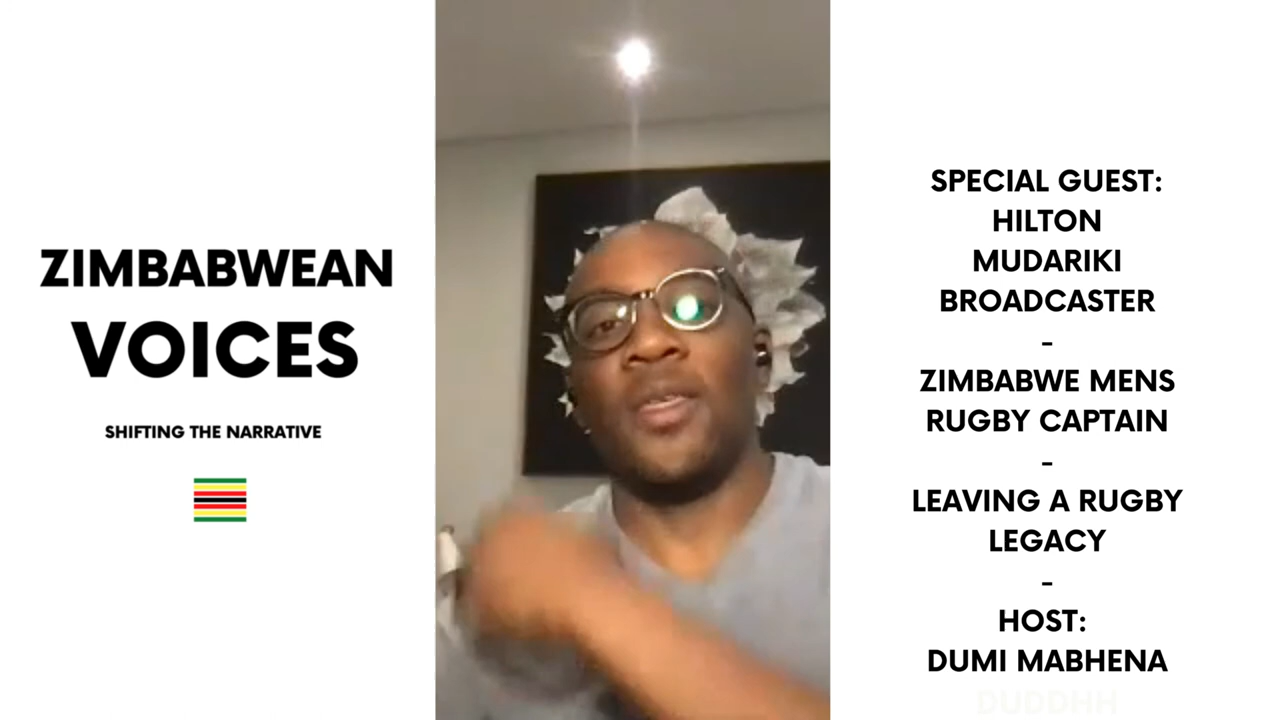 ZIMBABWEAN
VOICES
SHIFTING THE NARRATIVE
SPECIAL GUEST:
HILTON
MUDARIKI
BROADCASTER
-
ZIMBABWE MENS
RUGBY CAPTAIN
-
LEAVING A RUGBY
LEGACY
-
HOST:
DUMI MABHENA
DUDDHH